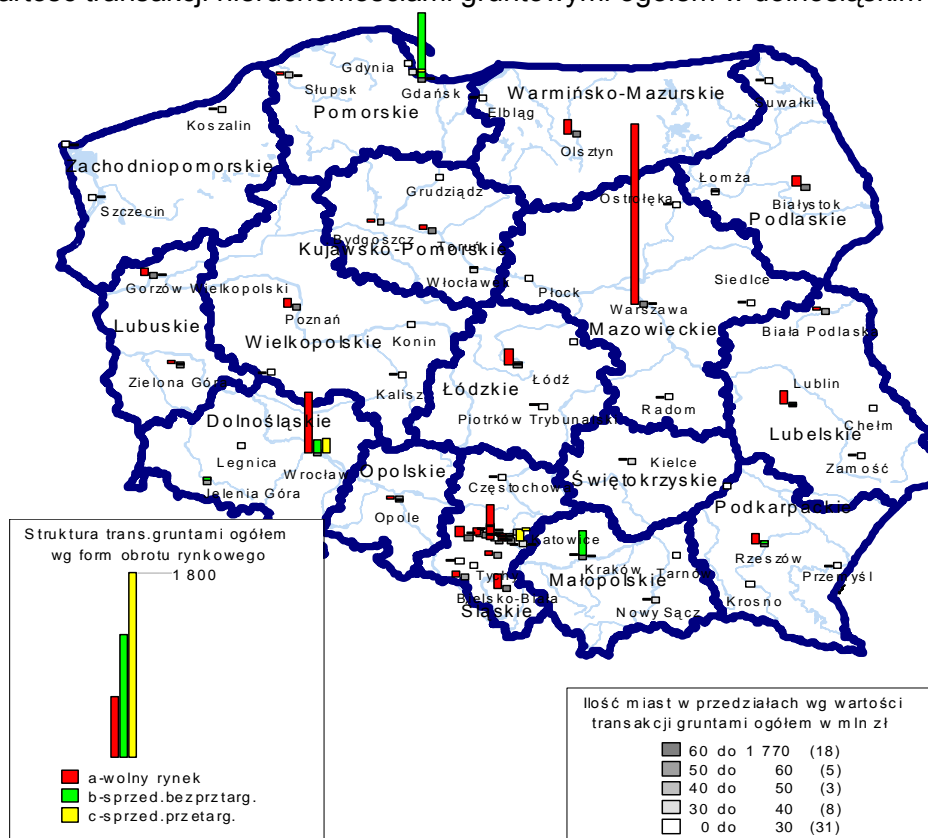 artość transakcji nieruchomościami gruntowymi ogółem w dolnośląskim
Gdynia
Słupsk
Gdańsk
Pomorskie
Koszalin
Elbląg
Warmińsko-Mazurskie
Suwałki
Olsztyn
Zachodniopomorskie
Szczecin
Grudziądz
Ostrołęka
Łomża
Białystok
Podlaskie
Bydgoszcz
Toruń
Kujawsko-Pomorskie
Włocławek
Płock
Siedlce
Gorzów Wielkopolski
Warszawa
Mazowieckie
Biała Podlaska
Lubuskie
Poznań
Wielkopolskie
Konin
Zielona Góra
Kalisz
Łódzkie
Łódź
Lublin
Piotrków Trybunalski
Radom
Lubelskie
Chełm
Dolnośląskie
Legnica
Wrocław
Jelenia Góra
Opolskie
Opole
Częstochowa
Kielce
Świętokrzyskie
Zamość
Podkarpackie
Katowice
Kraków
Małopolskie
Tarnów
Rzeszów
Przemyśl
Tychy
Bielsko-Biała
Śląskie
Nowy Sącz
Krosno
Struktura trans.gruntami ogółem
wg form obrotu rynkowego
1 800
a-wolny rynek
b-sprzed.bezprztarg.
c-sprzed.przetarg.
Ilość miast w przedziałach wg wartości
transakcji gruntami ogółem w mln zł
60 do 1 770 (18)
50 do 60 (5)
40 do 50 (3)
30 do 40 (8)
0 do 30 (31)